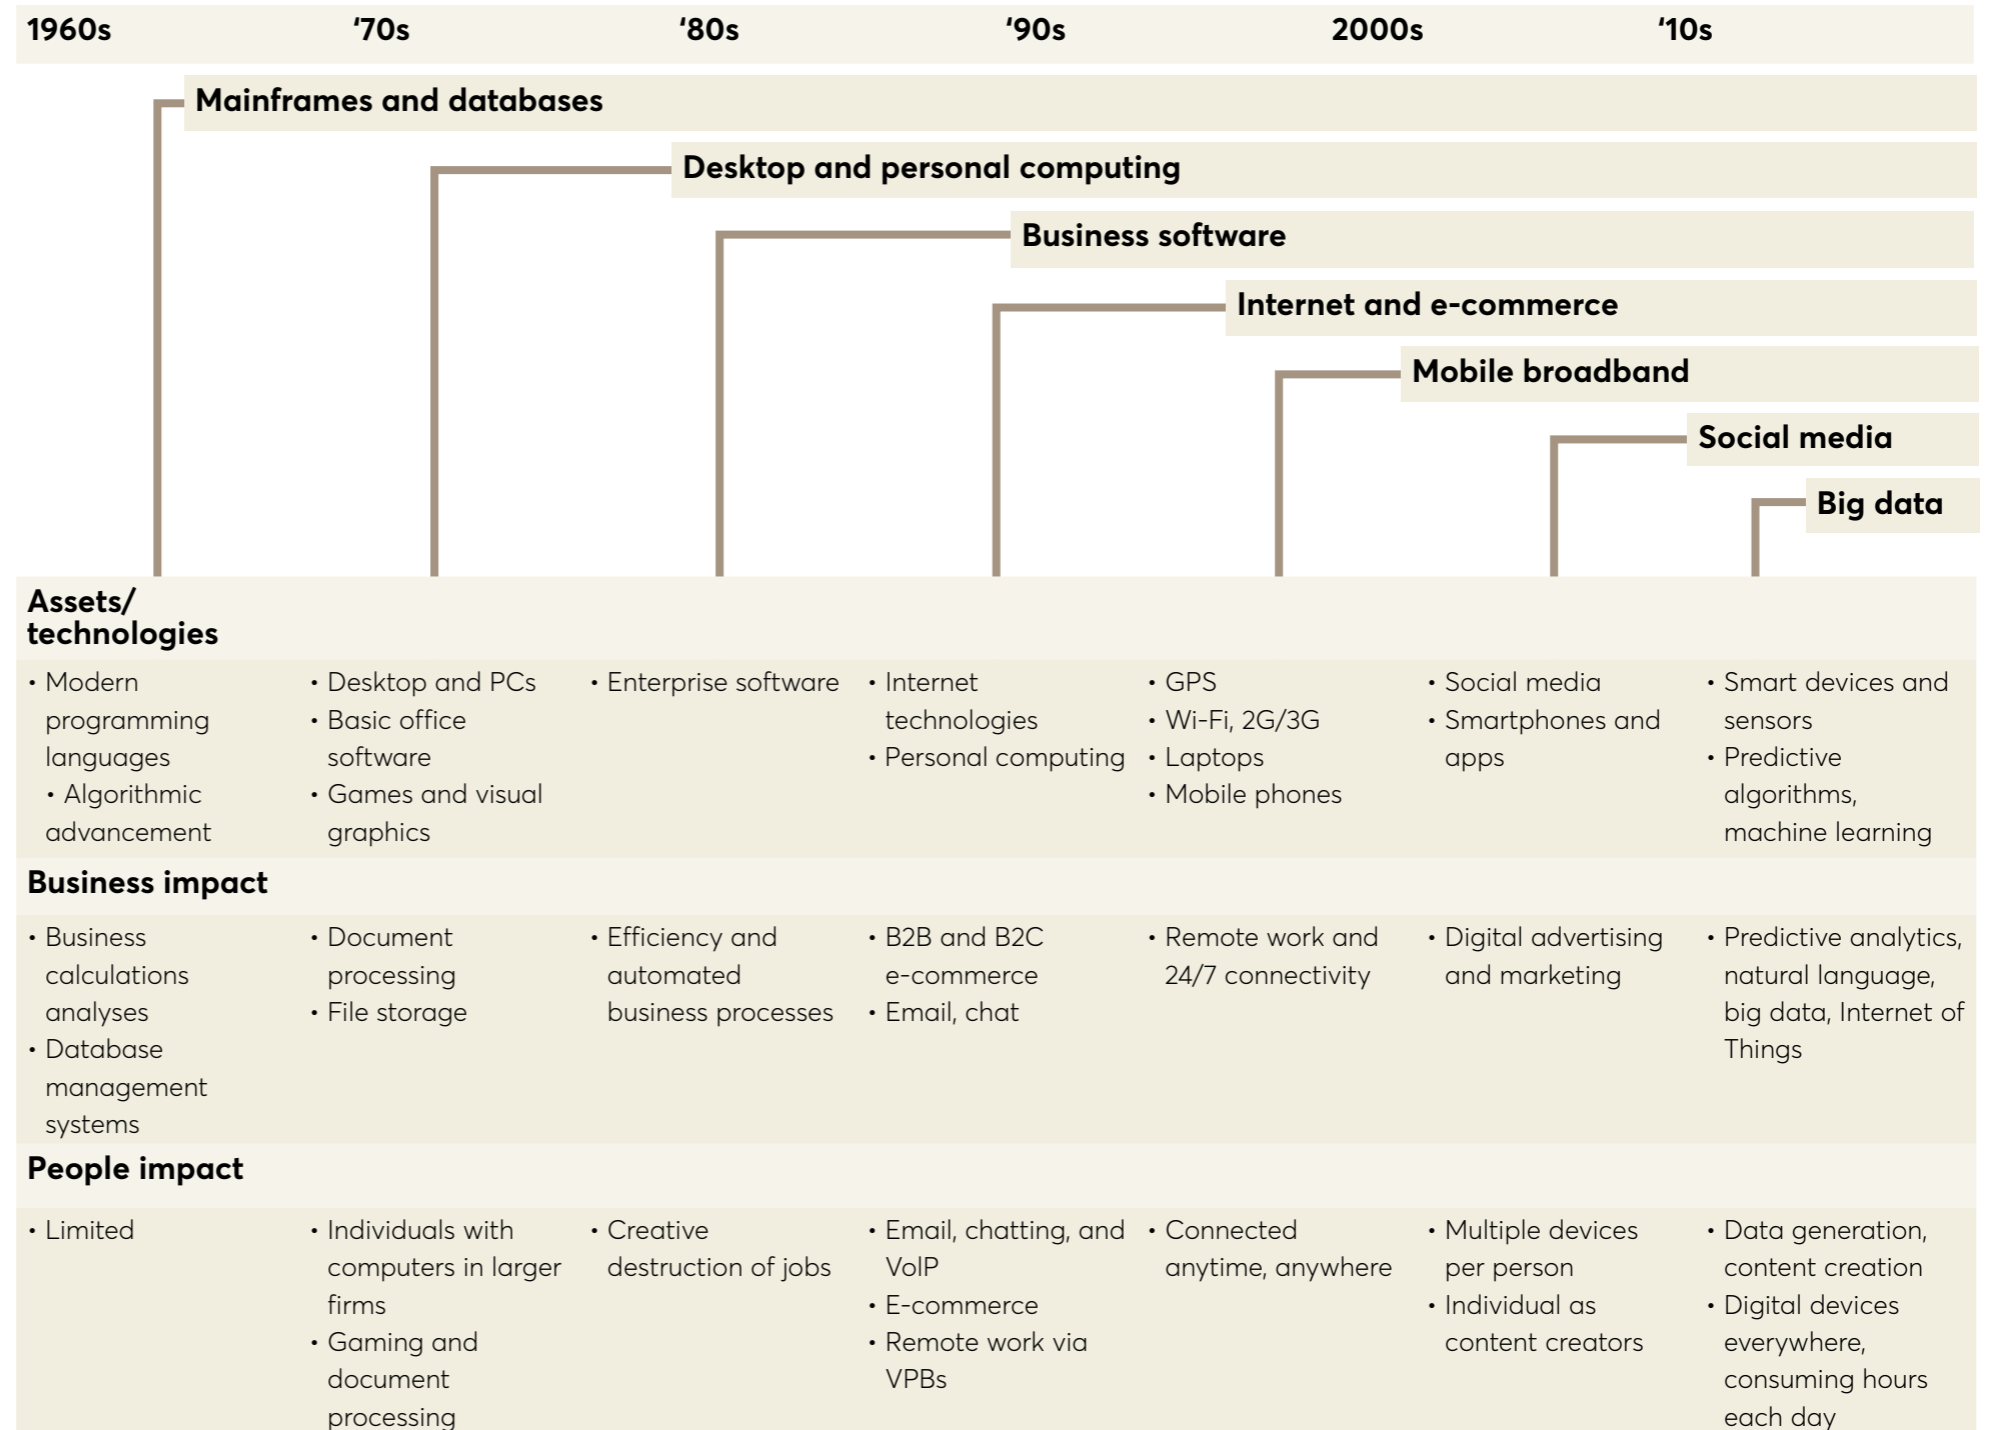 1960s ‘70s ‘80s ‘90s 2000s ‘10s
Mainframes and databases
Desktop and personal computing
Business software
Internet and e-commerce
Mobile broadband
Social media
Big data
Assets/
technologies
• Modern
programming
languages
• Algorithmic
advancement
• Desktop and PCs
• Basic office
software
• Games and visual
graphics
• Enterprise software
• Internet
technologies
• Personal computing
• GPS
• Wi-Fi, 2G/3G
• Laptops
• Mobile phones
• Social media
• Smartphones and
apps
• Smart devices and
sensors
• Predictive
algorithms,
machine learning
Business impact
• Business
calculations
analyses
• Database
management
systems
• Document
processing
• File storage
• Efficiency and
automated
business processes
• B2B and B2C
e-commerce
• Email, chat
• Remote work and
24/7 connectivity
• Digital advertising
and marketing
• Predictive analytics,
natural language,
big data, Internet of
Things
People impact
• Limited
• Individuals with
computers in larger
firms
• Gaming and
document
processing
• Creative
destruction of jobs
• Email, chatting, and
VoIP
• E-commerce
• Remote work via
VPBs
• Connected
anytime, anywhere
• Multiple devices
per person
• Individual as
content creators
• Data generation,
content creation
• Digital devices
everywhere,
consuming hours
each day